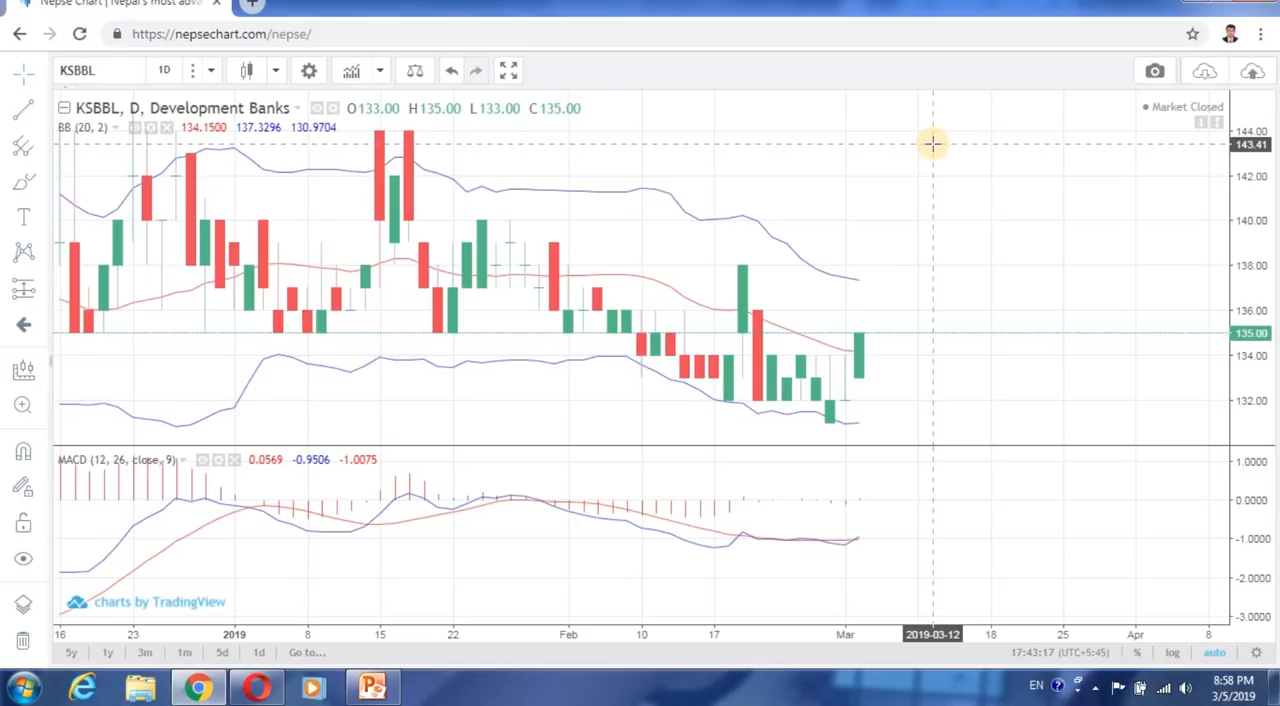 Nepse Chart | Nepal's most adva
https://nepsechart.com/nepse/
KSBBL 1D
KSBBL, D, Development Banks O133.00 H135.00 L133.00 C135.00
Market Closed
BB (20, 2) 134.1500 137.3296 130.9704
144.00
143.41
142.00
140.00
138.00
136.00
135.00
134.00
132.00
MACD (12, 26, close, 9) 0.0569 -0.9506 -1.0075
1.0000
0.0000
-1.0000
-2.0000
-3.0000
charts by TradingView
16 23 2019 8 15 22 Feb 10 17 Mar 2019-03-12 18 25 Apr 8
5y 1y 3m 1m 5d 1d Go to... 17:43:17 (UTC+5:45) % log auto
EN 8:58 PM
3/5/2019